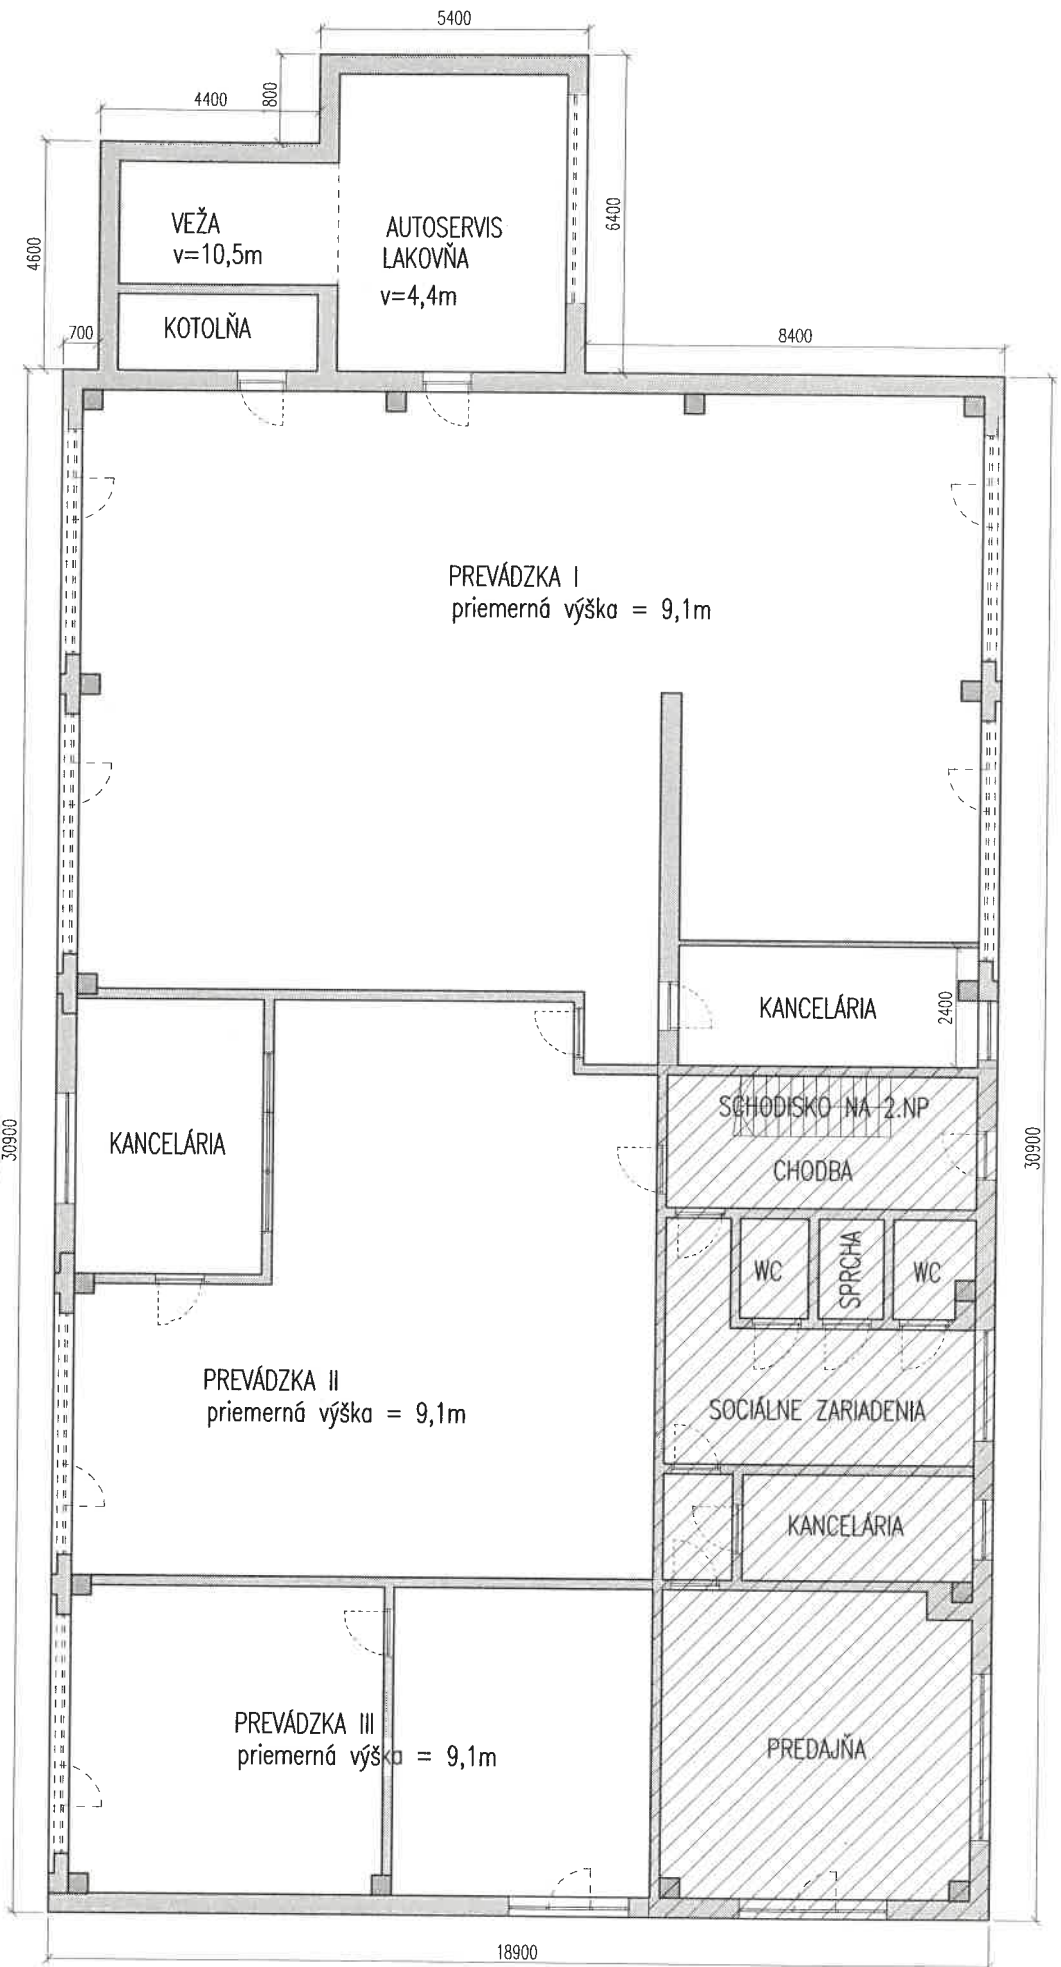 5400
4400
1800
4600
6400
VEŽA
v=10,5m
AUTOSERVIS
LAKOVŇA
v=4,4m
KOTOLŇA
700
8400
PREVÁDZKA I
priemerná výška = 9,1m
KANCELÁRIA
2400
SCHODISKO NA 2.NP
CHODBA
KANCELÁRIA
30900
30900
WC
SPRCHA
WC
PREVÁDZKA II
priemerná výška = 9,1m
SOCIÁLNE ZARIADENIA
KANCELÁRIA
PREVÁDZKA III
priemerná výška = 9,1m
PREDAJŇA
18900